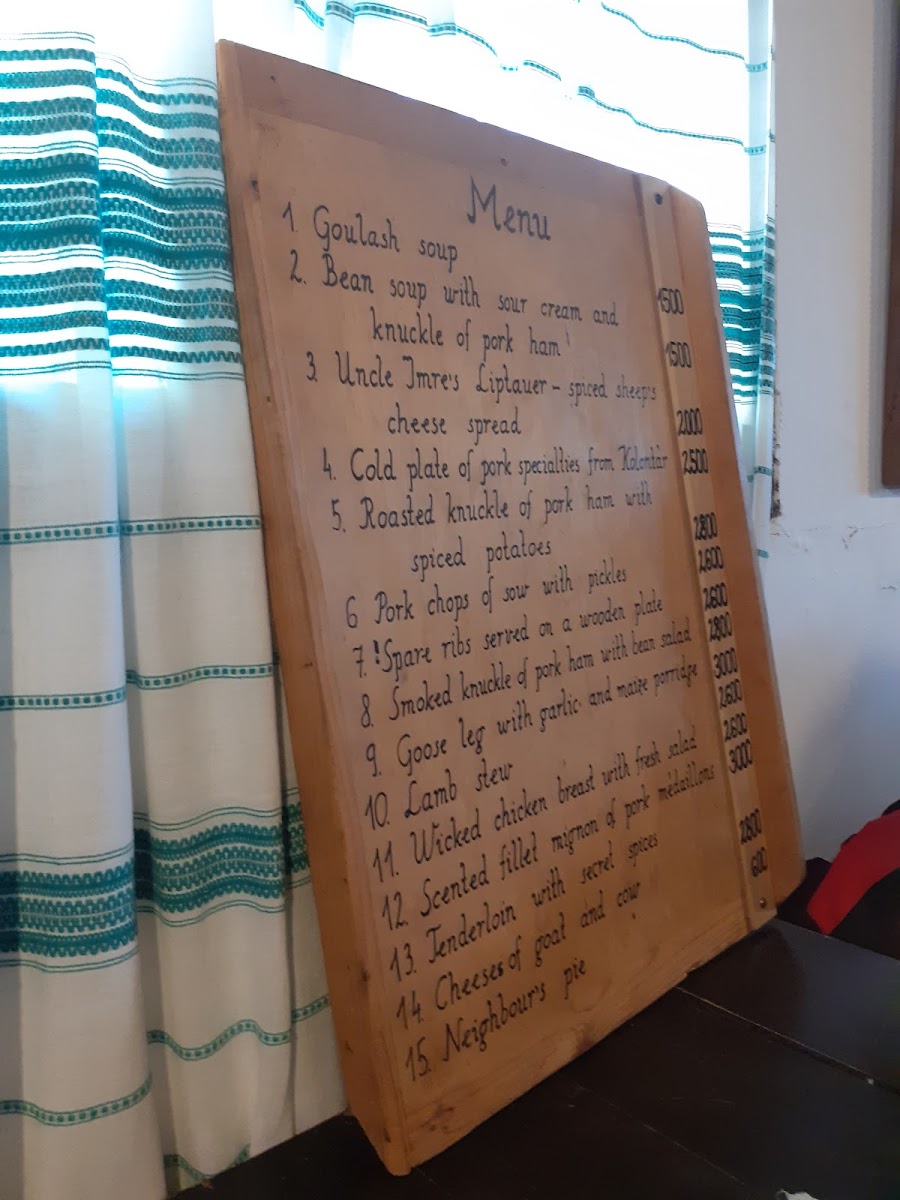 Menu
1. Goulash soup 1500
2. Bean soup with sour cream and
knuckle of pork ham 1500
3. Uncle Imre's Liptauer - spiced sheep's
cheese spread 2000
4. Cold plate of pork specialties from Kolontár 2500
5. Roasted knuckle of pork ham with
spiced potatoes 2800
6 Pork chops of sour with pickles 2600
7. ! Spare ribs served on a wooden plate 2600
8. Smoked knuckle of pork ham with bean salad 2800
9. Goose leg with garlic and maize porridge 3000
10. Lamb stew 2600
11. Wicked chicken breast with fresh salad 2600
12. Scented fillet mignon of pork médaillons 3000
13. Tenderloin with secret spices
14. Cheeses of goat and cow 2800
15. Neighbour's pie 600